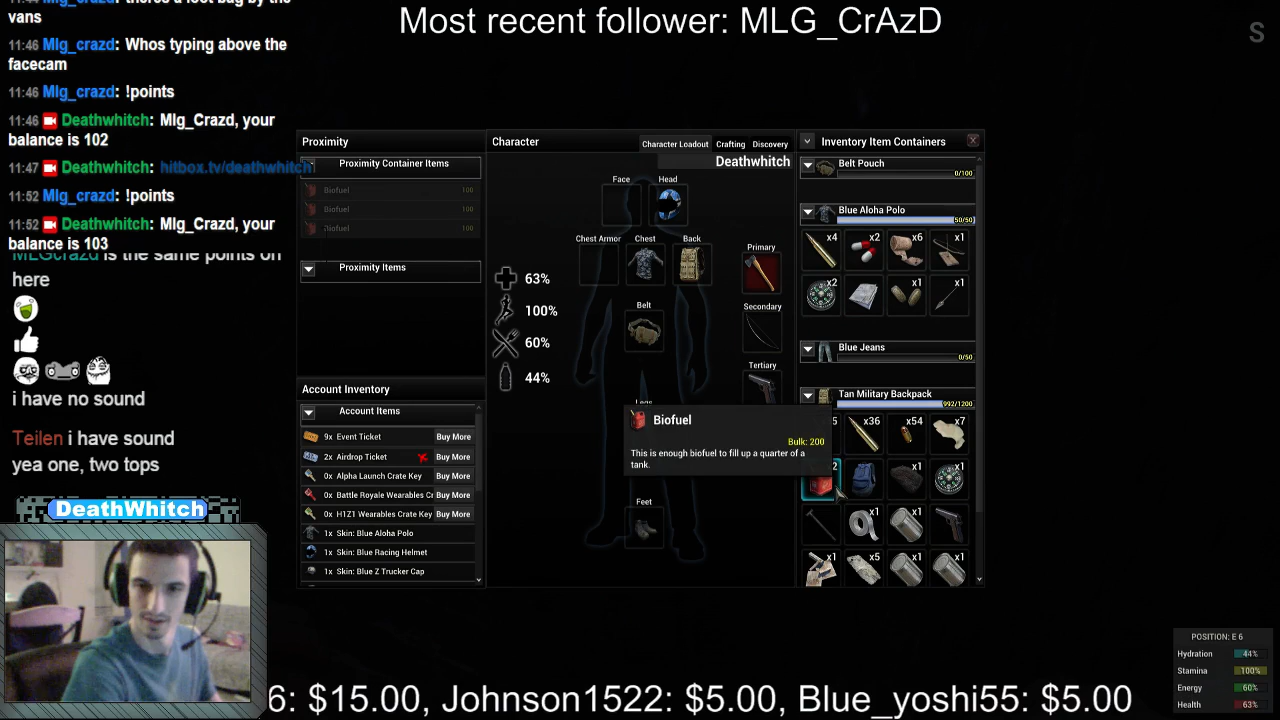 vans
11:46 Mlg_crazd: Whos typing above the
facecam
11:46 Mlg_crazd: !points
11:46 Deathwhitch: Mlg_Crazd, your
balance is 102
11:47 Deathwhitch: hitbox.tv/deathwhitch
11:52 Mlg_crazd: !points
11:52 Deathwhitch: Mlg_Crazd, your
balance is 103
MLGcrazd is the same points on
here
i have no sound
Teilen i have sound
yea one, two tops
DeathWhitch
Most recent follower: MLG_CrAzD
S
Proximity
Proximity Container Items
Biofuel 100
Biofuel 100
Biofuel 100
Proximity Items
Account Inventory
Account Items
9x Event Ticket Buy More
2x Airdrop Ticket Buy More
0x Alpha Launch Crate Key Buy More
0x Battle Royale Wearables Cr Buy More
0x H1Z1 Wearables Crate Key Buy More
1x Skin: Blue Aloha Polo
1x Skin: Blue Racing Helmet
1x Skin: Blue Z Trucker Cap
Character
Character Loadout Crafting Discovery
Deathwhitch
Face Head
Chest Armor Chest Back
Primary
63%
100%
60%
44%
Belt
Secondary
Tertiary
Legs
Biofuel
Bulk: 200
This is enough biofuel to fill up a quarter of a
tank.
Feet
Inventory Item Containers
Belt Pouch
0/100
Blue Aloha Polo
50/50
x4 x2 x6 x1
x2 x1 x1
Blue Jeans
0/50
Tan Military Backpack
992/1200
5 x36 x54 x7
2 x1 x1 x1
x1 x1
x1 x5 x1 x1
POSITION: E 6
Hydration 44%
Stamina 100%
Energy 60%
Health 63%
6: $15.00, Johnson1522: $5.00, Blue_yoshi55: $5.00